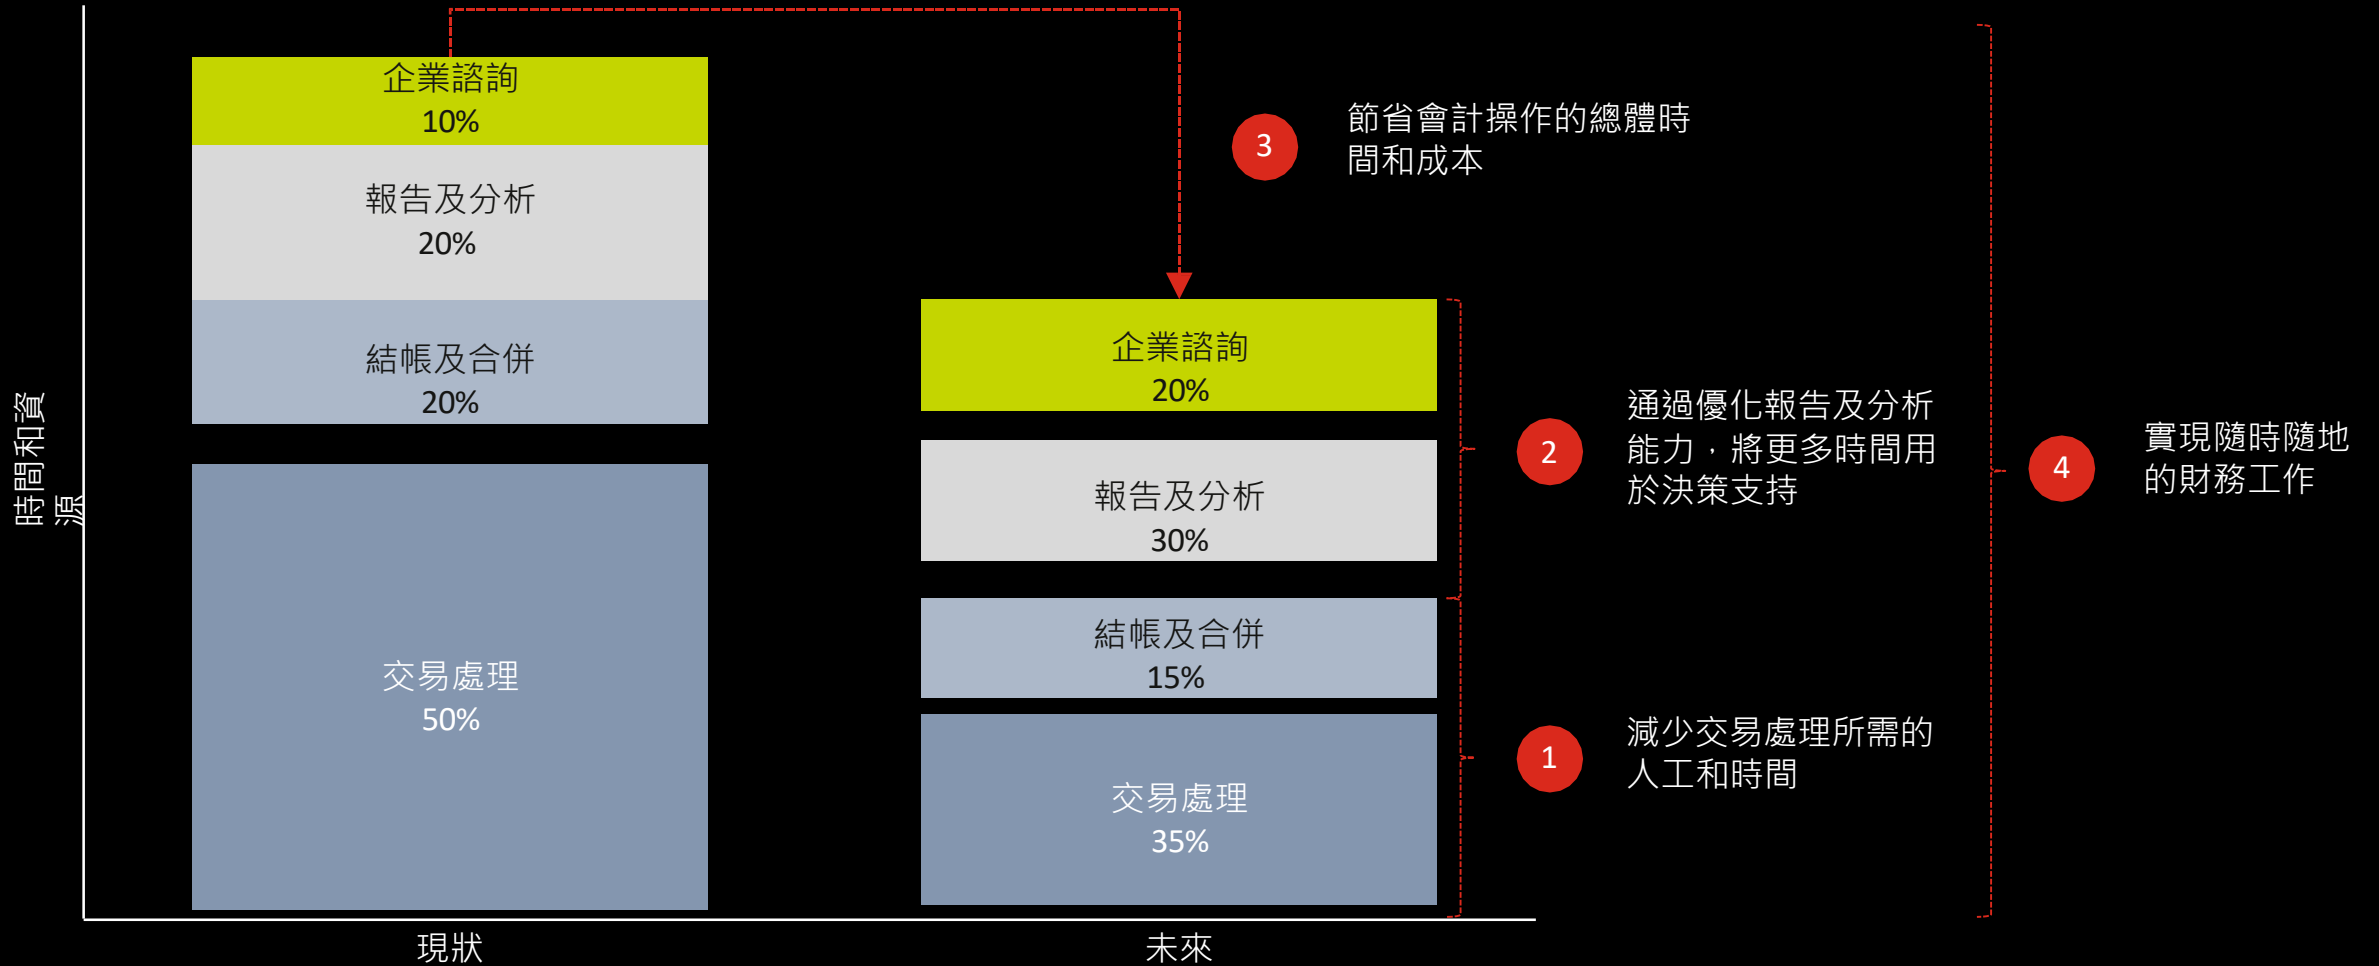 時間和資
源
企業諮詢
10%
報告及分析
20%
結帳及合併
20%
交易處理
50%
現狀
企業諮詢
20%
報告及分析
30%
結帳及合併
15%
交易處理
35%
未來
3
節省會計操作的總體時
間和成本
2
通過優化報告及分析
能力，將更多時間用
於決策支持
1
減少交易處理所需的
人工和時間
4
實現隨時隨地
的財務工作